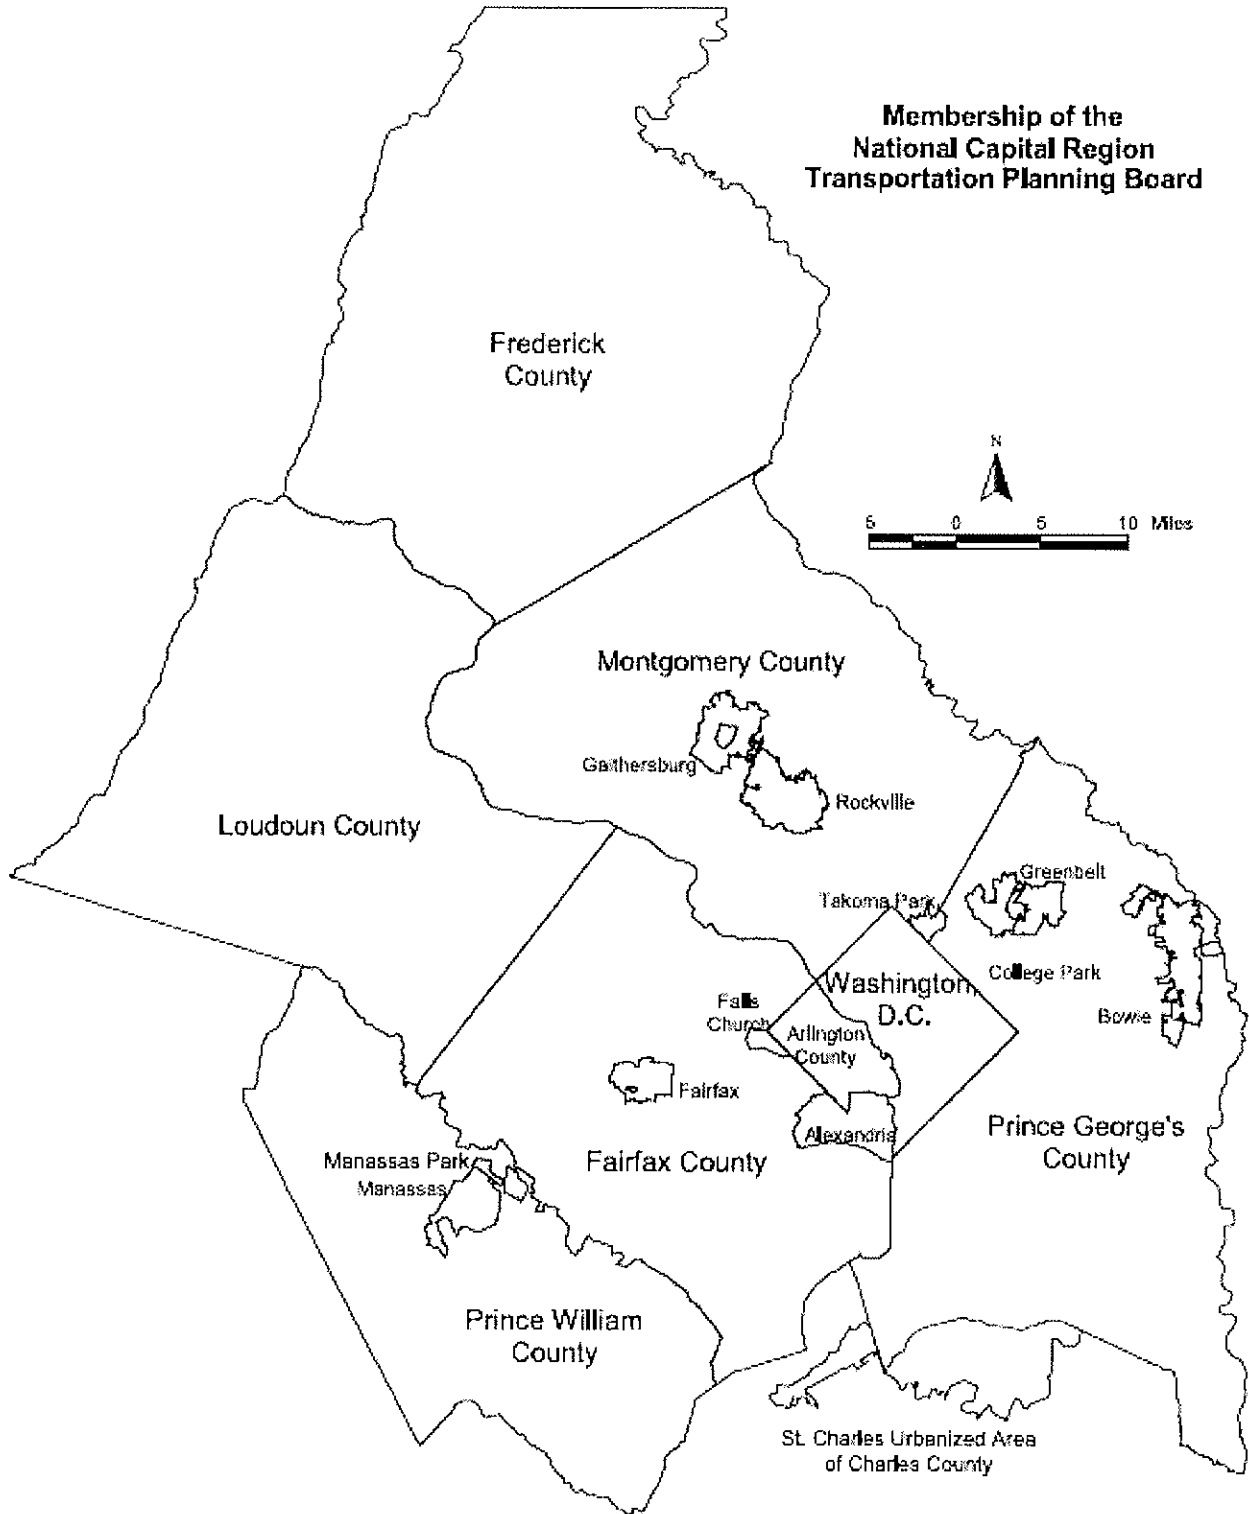 Membership of the
National Capital Region
Transportation Planning Board
Frederick
County
N
5 0 5 10 Miles
Montgomery County
Gaithersburg
Rockville
Loudoun County
Greenbelt
Takoma Park
College Park
Washington,
D.C.
Falls
Church
Arlington
County
Bowie
Fairfax
Alexandria
Prince George's
County
Manassas Park
Manassas
Fairfax County
Prince William
County
St. Charles Urbanized Area
of Charles County